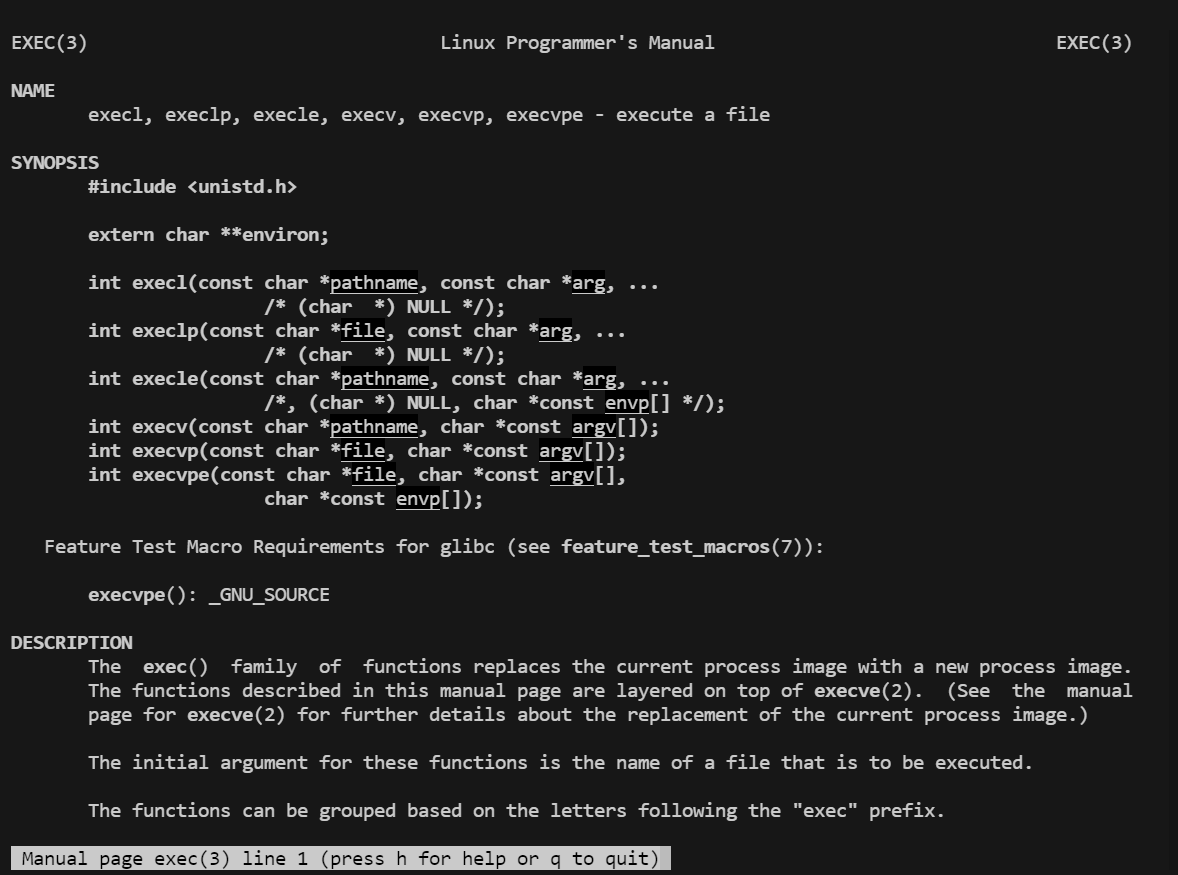 EXEC(3)                                Linux Programmer's Manual                               EXEC(3)
NAME
       execl, execlp, execle, execv, execvp, execvpe - execute a file
SYNOPSIS
       #include <unistd.h>
       extern char **environ;
       int execl(const char *pathname, const char *arg, ...
                       /* (char  *) NULL */);
       int execlp(const char *file, const char *arg, ...
                       /* (char  *) NULL */);
       int execle(const char *pathname, const char *arg, ...
                       /*, (char *) NULL, char *const envp[] */);
       int execv(const char *pathname, char *const argv[]);
       int execvp(const char *file, char *const argv[]);
       int execvpe(const char *file, char *const argv[],
                       char *const envp[]);
   Feature Test Macro Requirements for glibc (see feature_test_macros(7)):
       execvpe(): _GNU_SOURCE
DESCRIPTION
       The  exec()  family  of  functions replaces the current process image with a new process image.
       The functions described in this manual page are layered on top of execve(2).  (See  the  manual
       page for execve(2) for further details about the replacement of the current process image.)
       The initial argument for these functions is the name of a file that is to be executed.
       The functions can be grouped based on the letters following the "exec" prefix.
 Manual page exec(3) line 1 (press h for help or q to quit)